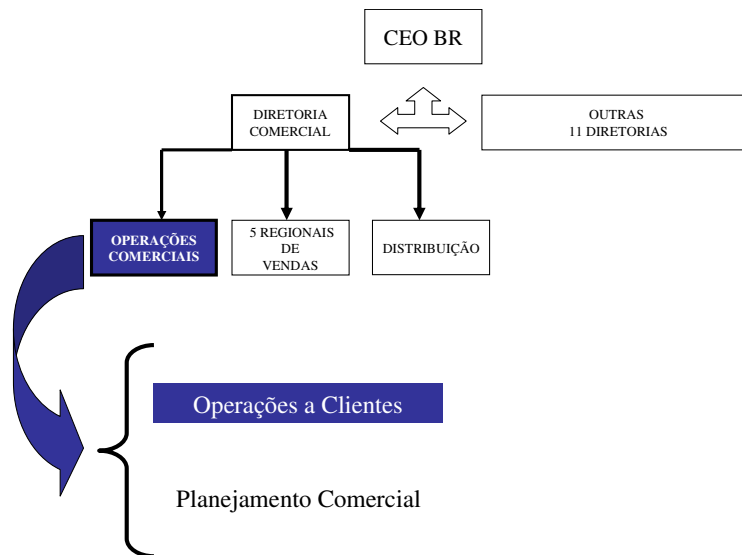 CEO BR
DIRETORIA
COMERCIAL
OUTRAS
11 DIRETORIAS
OPERAÇÕES
COMERCIAIS
5 REGIONAIS
DE
VENDAS
DISTRIBUIÇÃO
Operações a Clientes
Planejamento Comercial